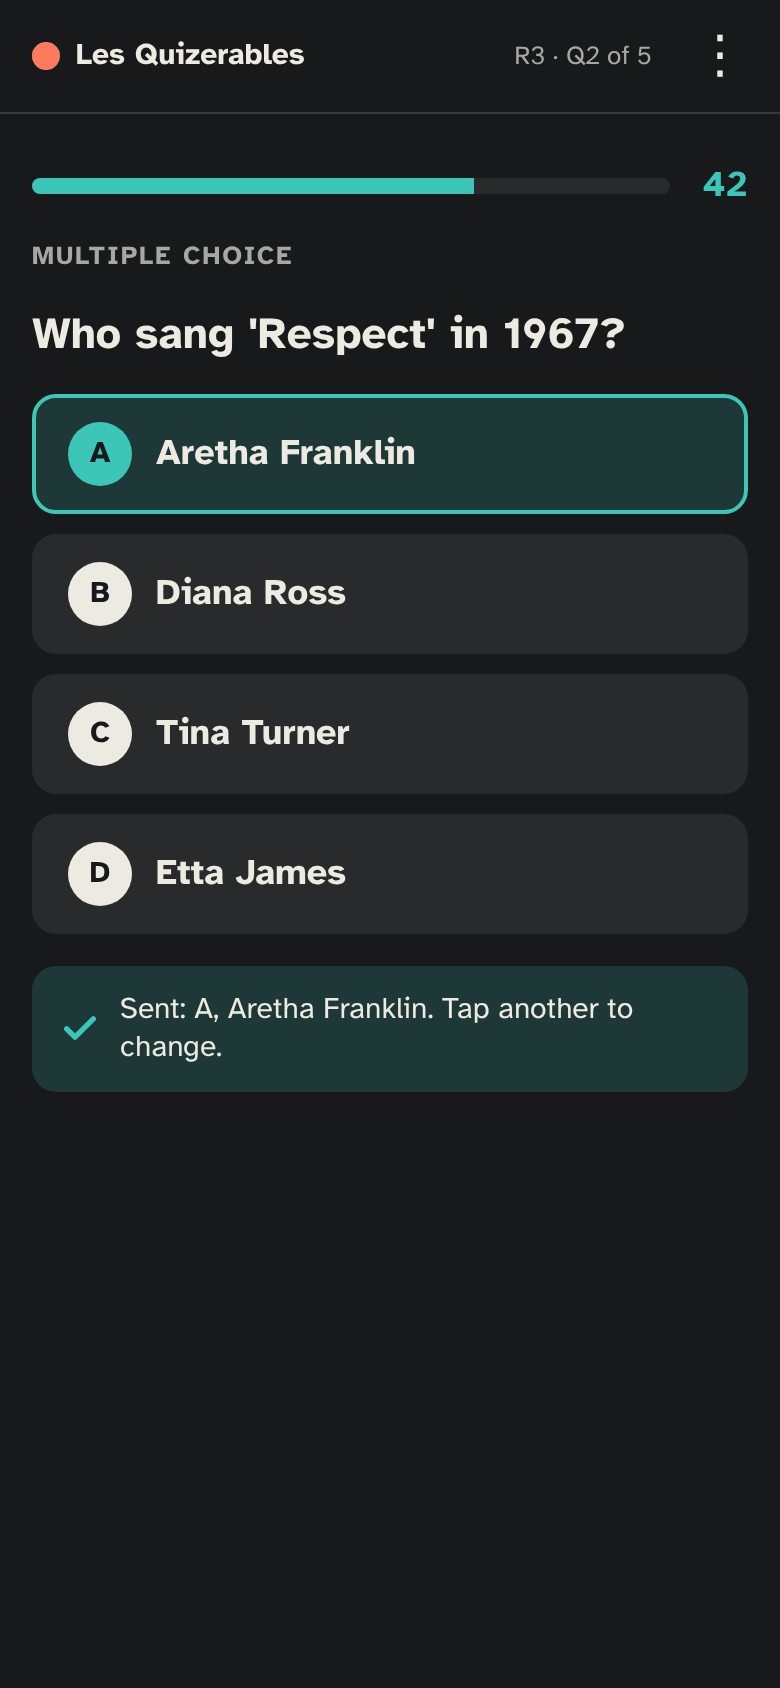 Les Quizerables
R3 · Q2 of 5
42
MULTIPLE CHOICE
Who sang 'Respect' in 1967?
A Aretha Franklin
B Diana Ross
C Tina Turner
D Etta James
Sent: A, Aretha Franklin. Tap another to
change.